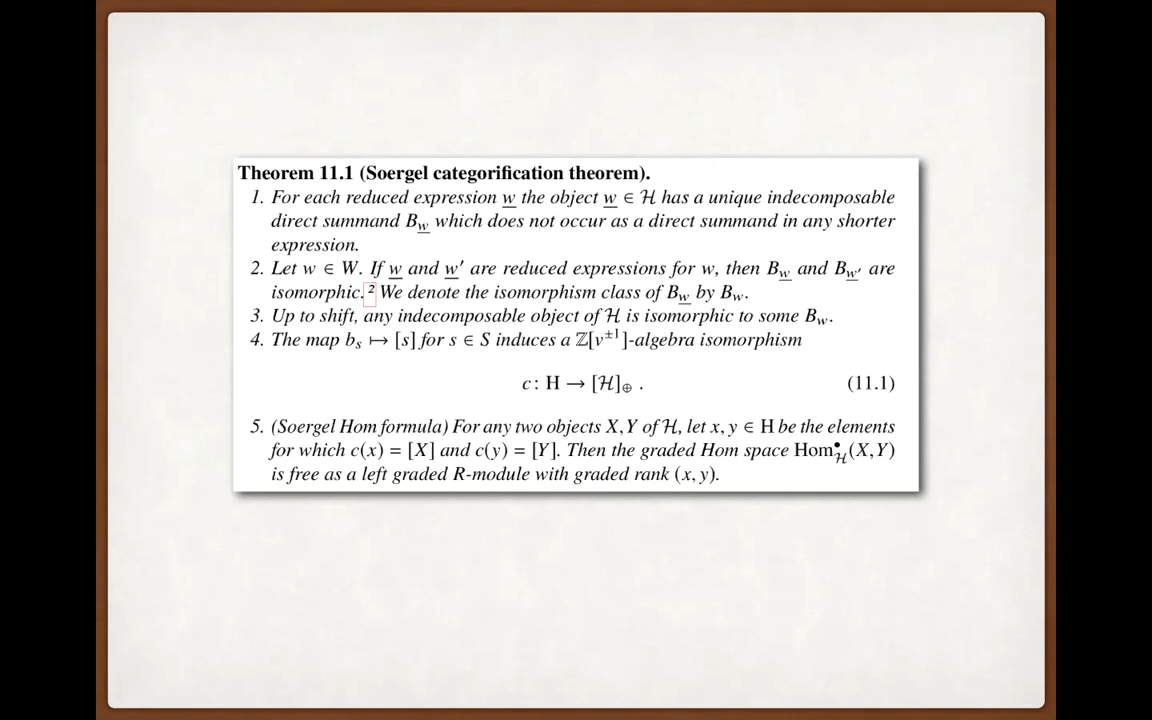 Theorem 11.1 (Soergel categorification theorem).
1. For each reduced expression w̲ the object w̲ ∈ ℋ has a unique indecomposable
direct summand B_w̲ which does not occur as a direct summand in any shorter
expression.
2. Let w ∈ W. If w̲ and w̲′ are reduced expressions for w, then B_w̲ and B_w̲′ are
isomorphic.² We denote the isomorphism class of B_w̲ by B_w.
3. Up to shift, any indecomposable object of ℋ is isomorphic to some B_w.
4. The map b_s ↦ [s] for s ∈ S induces a ℤ[v^±1]-algebra isomorphism
c: H → [ℋ]_⊕ . (11.1)
5. (Soergel Hom formula) For any two objects X, Y of ℋ, let x, y ∈ H be the elements
for which c(x) = [X] and c(y) = [Y]. Then the graded Hom space Hom^•_ℋ(X, Y)
is free as a left graded R-module with graded rank (x, y).